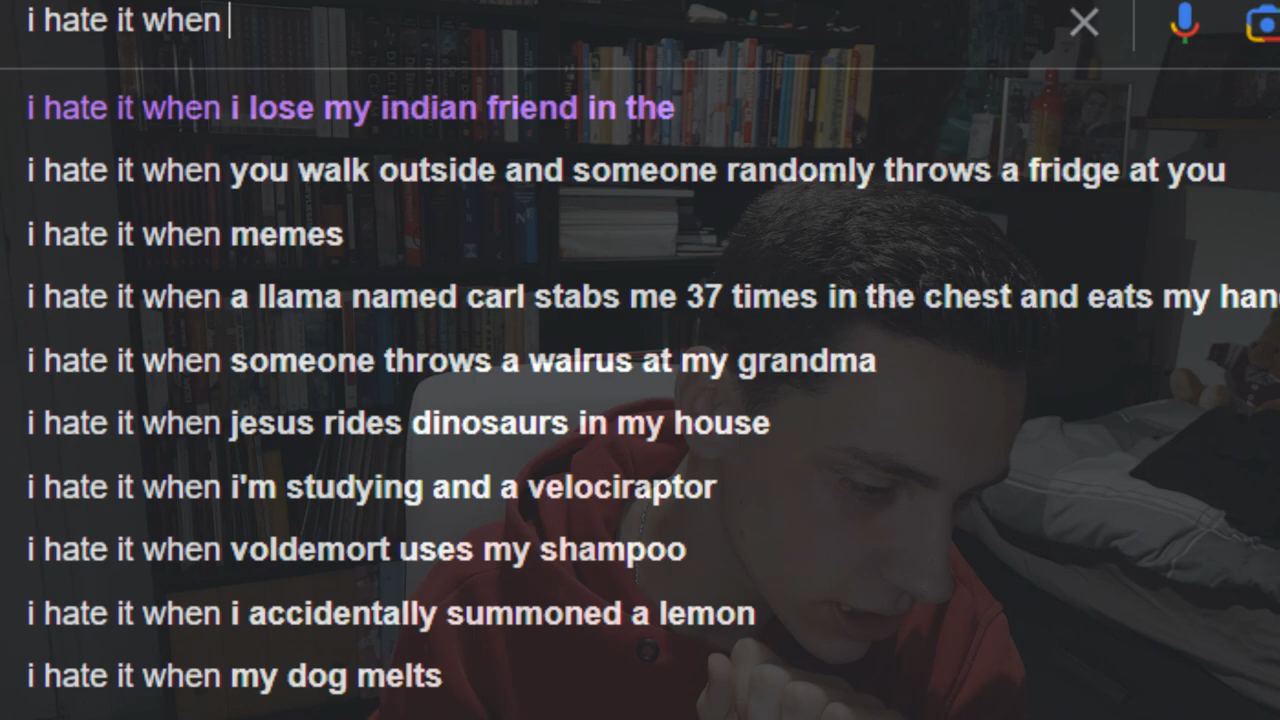 i hate it when
i hate it when i lose my indian friend in the
i hate it when you walk outside and someone randomly throws a fridge at you
i hate it when memes
i hate it when a llama named carl stabs me 37 times in the chest and eats my
i hate it when someone throws a walrus at my grandma
i hate it when jesus rides dinosaurs in my house
i hate it when i'm studying and a velociraptor
i hate it when voldemort uses my shampoo
i hate it when i accidentally summoned a lemon
i hate it when my dog melts